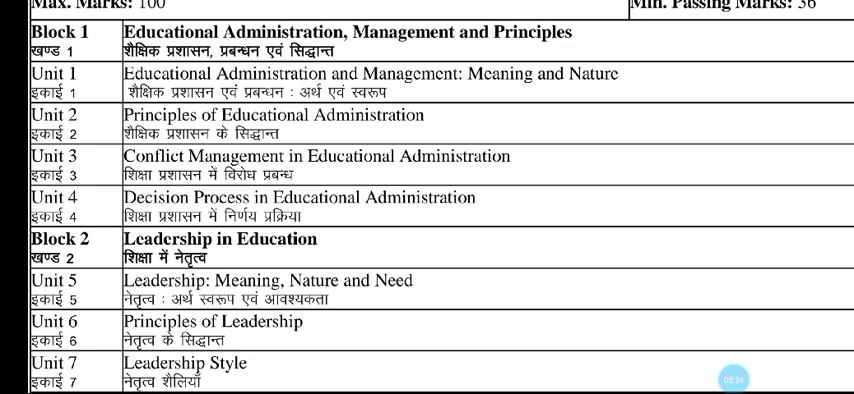 Max. Marks: 100 Min. Passing Marks: 36
Block 1 Educational Administration, Management and Principles
खण्ड 1 शैक्षिक प्रशासन, प्रबन्धन एवं सिद्धान्त
Unit 1 Educational Administration and Management: Meaning and Nature
इकाई 1 शैक्षिक प्रशासन एवं प्रबन्धन : अर्थ एवं स्वरूप
Unit 2 Principles of Educational Administration
इकाई 2 शैक्षिक प्रशासन के सिद्धान्त
Unit 3 Conflict Management in Educational Administration
इकाई 3 शिक्षा प्रशासन में विरोध प्रबन्ध
Unit 4 Decision Process in Educational Administration
इकाई 4 शिक्षा प्रशासन में निर्णय प्रक्रिया
Block 2 Leadership in Education
खण्ड 2 शिक्षा में नेतृत्व
Unit 5 Leadership: Meaning, Nature and Need
इकाई 5 नेतृत्व : अर्थ स्वरूप एवं आवश्यकता
Unit 6 Principles of Leadership
इकाई 6 नेतृत्व के सिद्धान्त
Unit 7 Leadership Style
इकाई 7 नेतृत्व शैलियाँ
05:24